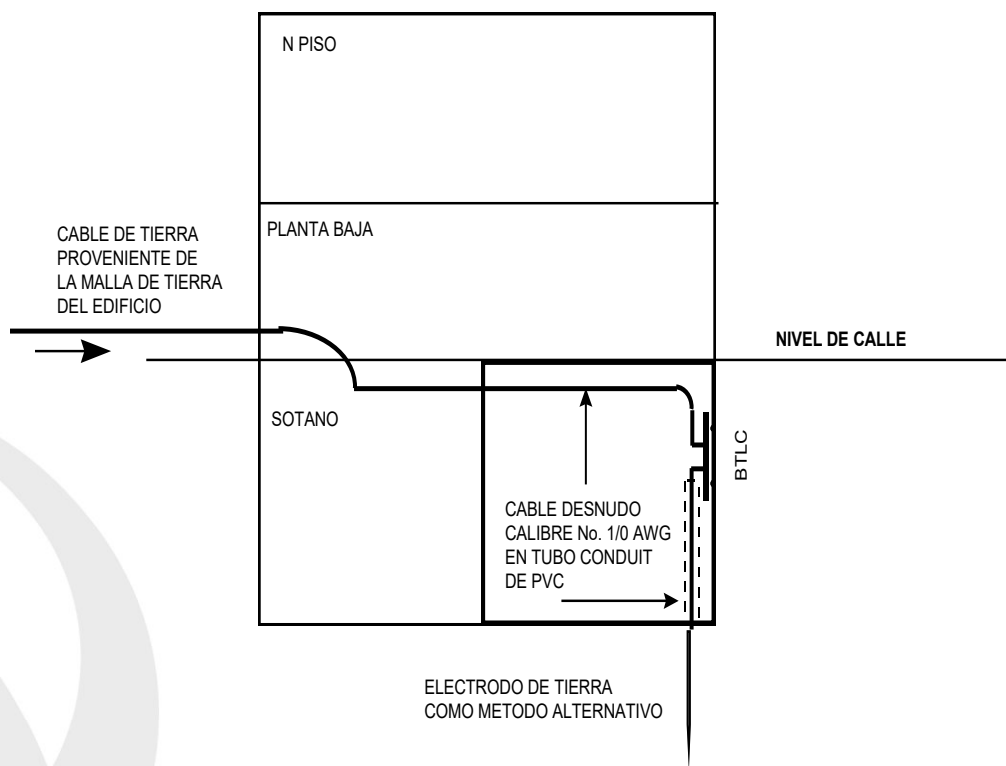 N PISO
PLANTA BAJA
CABLE DE TIERRA
PROVENIENTE DE
LA MALLA DE TIERRA
DEL EDIFICIO
NIVEL DE CALLE
SOTANO
BTLC
CABLE DESNUDO
CALIBRE No. 1/0 AWG
EN TUBO CONDUIT
DE PVC
ELECTRODO DE TIERRA
COMO METODO ALTERNATIVO